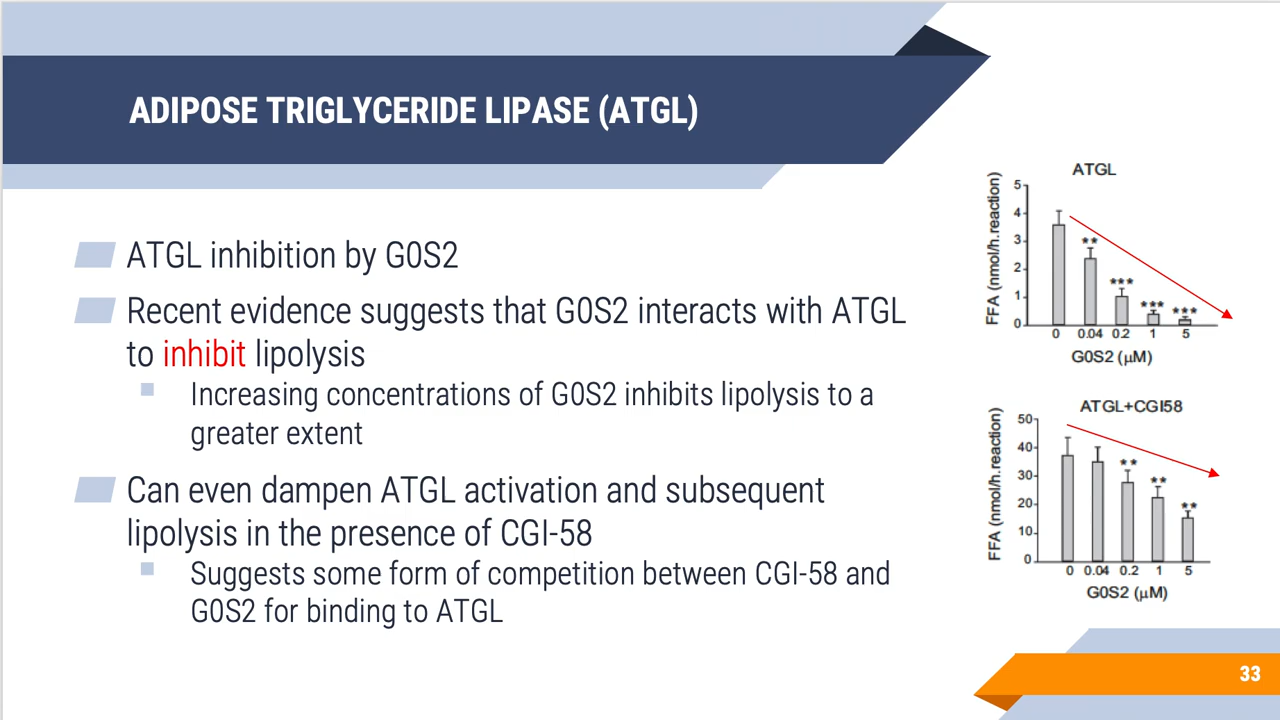 ADIPOSE TRIGLYCERIDE LIPASE (ATGL)
ATGL inhibition by G0S2
Recent evidence suggests that G0S2 interacts with ATGL
to inhibit lipolysis
Increasing concentrations of G0S2 inhibits lipolysis to a
greater extent
Can even dampen ATGL activation and subsequent
lipolysis in the presence of CGI-58
Suggests some form of competition between CGI-58 and
G0S2 for binding to ATGL
ATGL
FFA (nmol/h.reaction)
5
4
3
2
1
0
**
***
***
***
0 0.04 0.2 1 5
G0S2 (μM)
ATGL+CGI58
FFA (nmol/h.reaction)
50
40
30
20
10
0
**
**
**
0 0.04 0.2 1 5
G0S2 (μM)
33